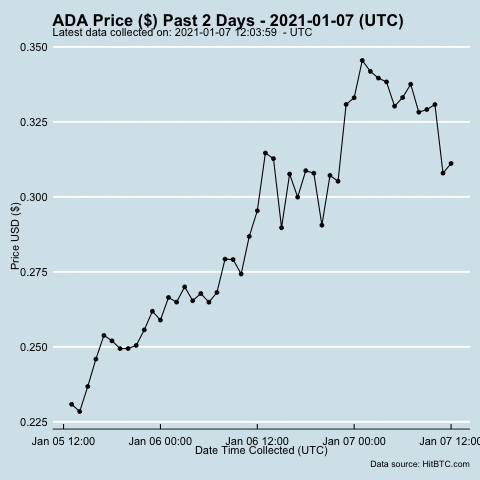 ADA Price ($) Past 2 Days - 2021-01-07 (UTC)
Latest data collected on: 2021-01-07 12:03:59 - UTC
0.350
0.325
0.300
0.275
0.250
0.225
Price USD ($)
Jan 05 12:00 Jan 06 00:00 Jan 06 12:00 Jan 07 00:00 Jan 07 12:00
Date Time Collected (UTC)
Data source: HitBTC.com